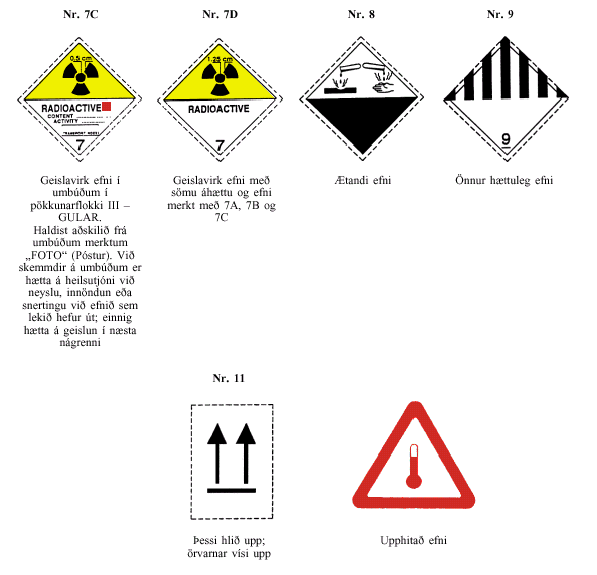 Nr. 7C
0,5 cm
RADIOACTIVE
CONTENT
ACTIVITY
7
Geislavirk efni í
umbúðum í
pökkunarflokki III –
GULAR.
Haldist aðskilið frá
umbúðum merktum
„FOTO“ (Póstur). Við
skemmdir á umbúðum er
hætta á heilsutjóni við
neyslu, innöndun eða
snertingu við efnið sem
lekið hefur út; einnig
hætta á geislun í næsta
nágrenni
Nr. 7D
1,25 cm
RADIOACTIVE
7
Geislavirk efni með
sömu áhættu og efni
merkt með 7A, 7B og
7C
Nr. 8
Ætandi efni
Nr. 9
9
Önnur hættuleg efni
Nr. 11
Þessi hlið upp;
örvarnar vísi upp
Upphitað efni